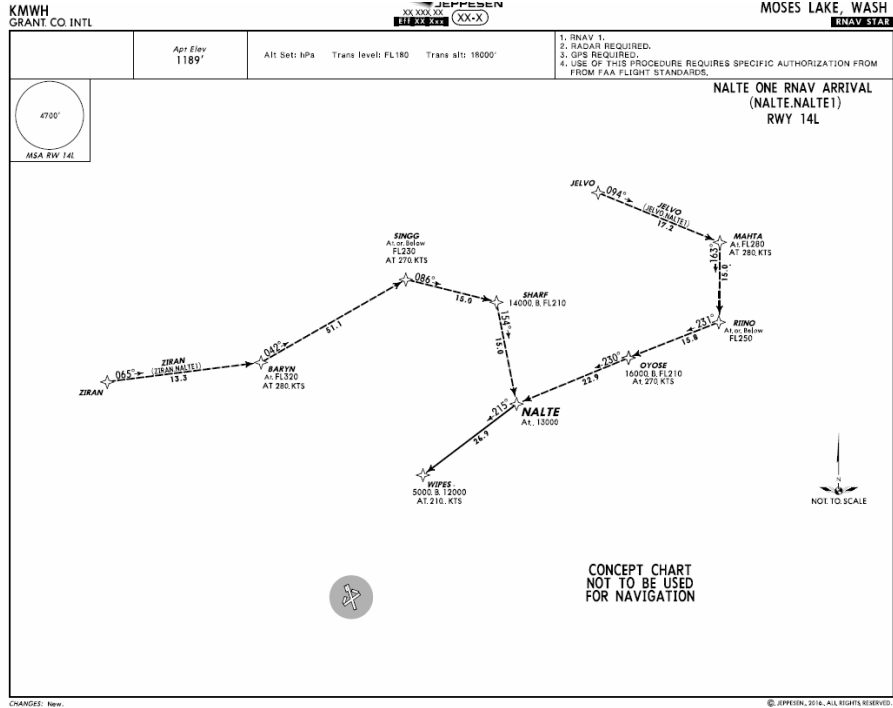 KMWH
GRANT. CO. INTL
JEPPESEN
XX XXX XX
Eff XX Xxx
XX-X
MOSES LAKE, WASH
RNAV STAR
Apt Elev
1189'
Alt Set: hPa Trans level: FL180 Trans alt: 18000'
1. RNAV 1.
2. RADAR REQUIRED.
3. GPS REQUIRED.
4. USE OF THIS PROCEDURE REQUIRES SPECIFIC AUTHORIZATION FROM
FROM FAA FLIGHT STANDARDS.
4700'
MSA RW 14L
NALTE ONE RNAV ARRIVAL
(NALTE.NALTE1)
RWY 14L
JELVO
094°
JELVO
(JELVO.NALTE1)
17.2
MAHTA
At. FL280
AT 280. KTS
163°
15.0
SINGG
At. or. Below
FL230
AT 270. KTS
086°
15.0
SHARF
14000. B. FL210
154°
15.0
51.1
042°
BARYN
At. FL320
AT 280. KTS
ZIRAN
065°
ZIRAN
(ZIRAN.NALTE1)
13.3
231°
RIINO
At. or. Below
FL250
15.8
230°
OYOSE
16000. B. FL210
At. 270. KTS
22.9
215°
NALTE
At.. 13000
26.9
WIPES
5000. B. 12000
AT. 210.. KTS
N
NOT. TO. SCALE
CONCEPT CHART
NOT TO BE USED
FOR NAVIGATION
CHANGES: New.
© JEPPESEN., 2016., ALL RIGHTS RESERVED.